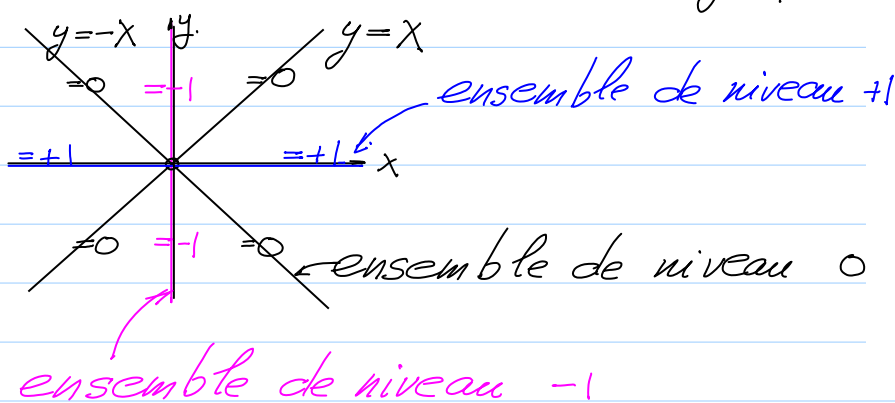 y=-x y. y=x
=0 =-1 =0 ensemble de niveau +1
=+1 =+1 x
=0 =-1 =0 ensemble de niveau 0
ensemble de niveau -1